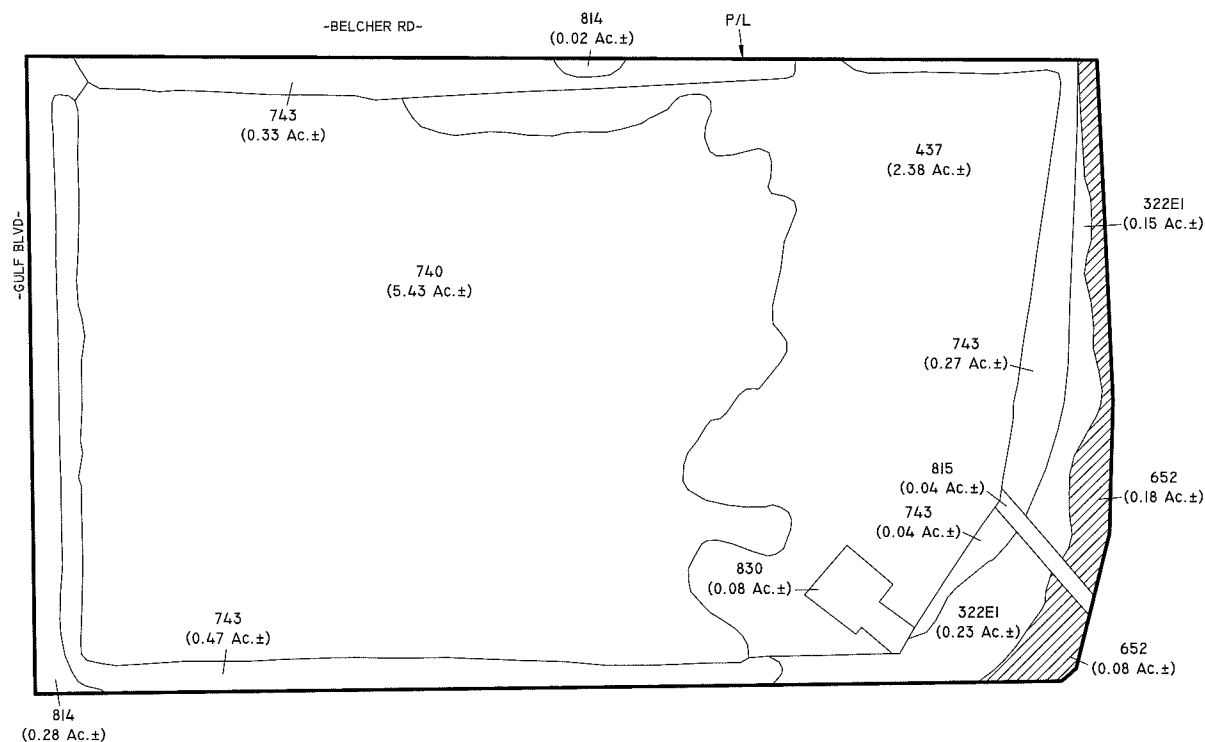 -BELCHER RD-
814
(0.02 Ac.±)
P/L
743
(0.33 Ac.±)
437
(2.38 Ac.±)
322E1
(0.15 Ac.±)
-GULF BLVD-
740
(5.43 Ac.±)
743
(0.27 Ac.±)
815
(0.04 Ac.±)
652
(0.18 Ac.±)
743
(0.04 Ac.±)
830
(0.08 Ac.±)
743
(0.47 Ac.±)
322E1
(0.23 Ac.±)
652
(0.08 Ac.±)
814
(0.28 Ac.±)